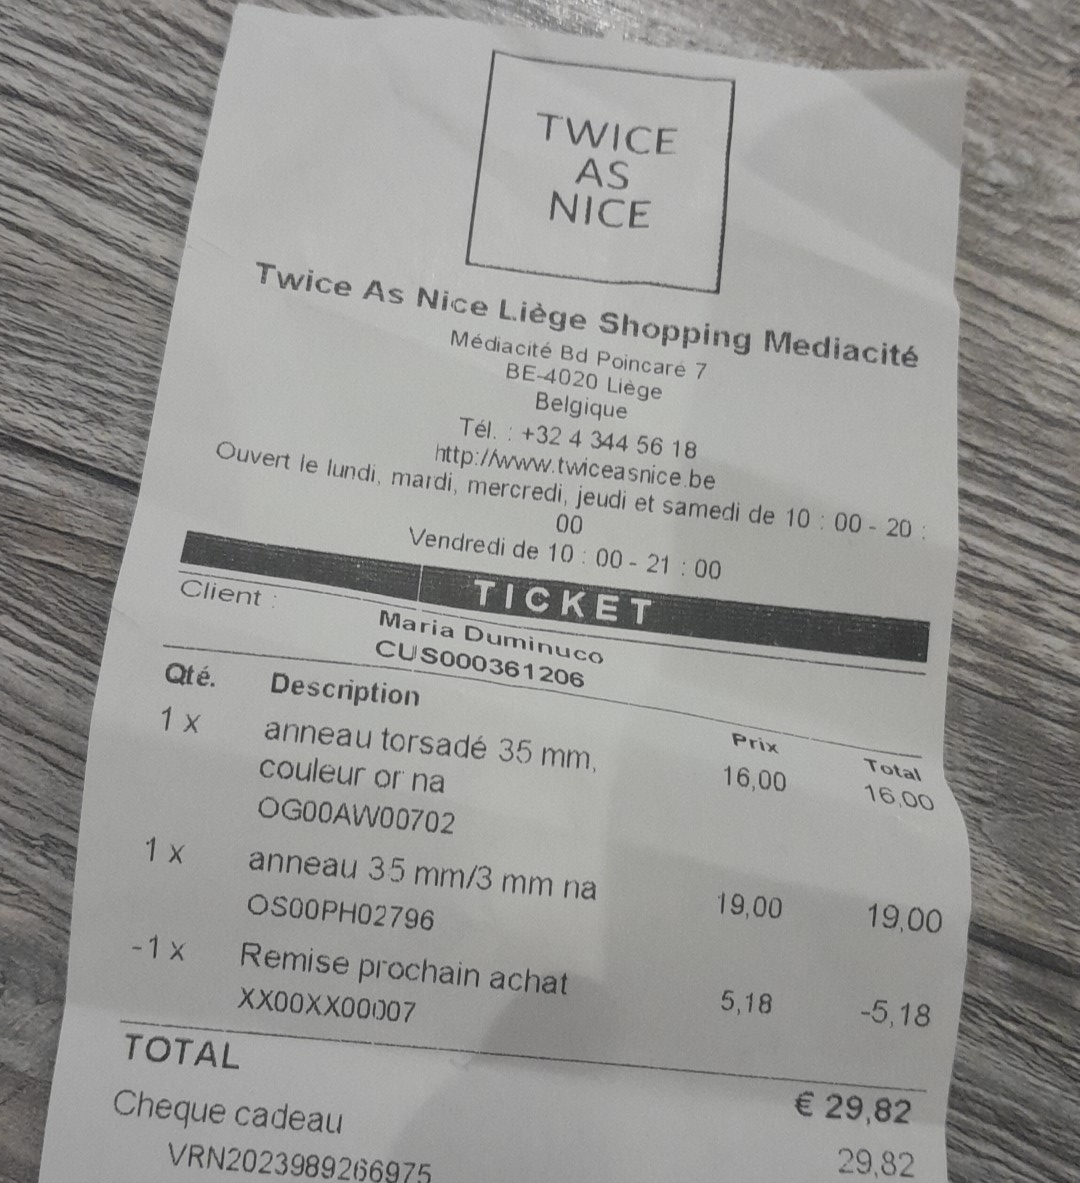 TWICE
AS
NICE
Twice As Nice Liège Shopping Mediacité
Médiacité Bd Poincaré 7
BE-4020 Liège
Belgique
Tél. : +32 4 344 56 18
http://www.twiceasnice.be
Ouvert le lundi, mardi, mercredi, jeudi et samedi de 10 : 00 - 20 :
00
Vendredi de 10 : 00 - 21 : 00
TICKET
Client :
Maria Duminuco
CUS000361206
Qté. Description Prix Total
1 x anneau torsadé 35 mm, 16,00 16,00
couleur or na
OG00AW00702
1 x anneau 35 mm/3 mm na 19,00 19,00
OS00PH02796
-1 x Remise prochain achat 5,18 -5,18
XX00XX00007
TOTAL € 29,82
Cheque cadeau 29,82
VRN2023989266975